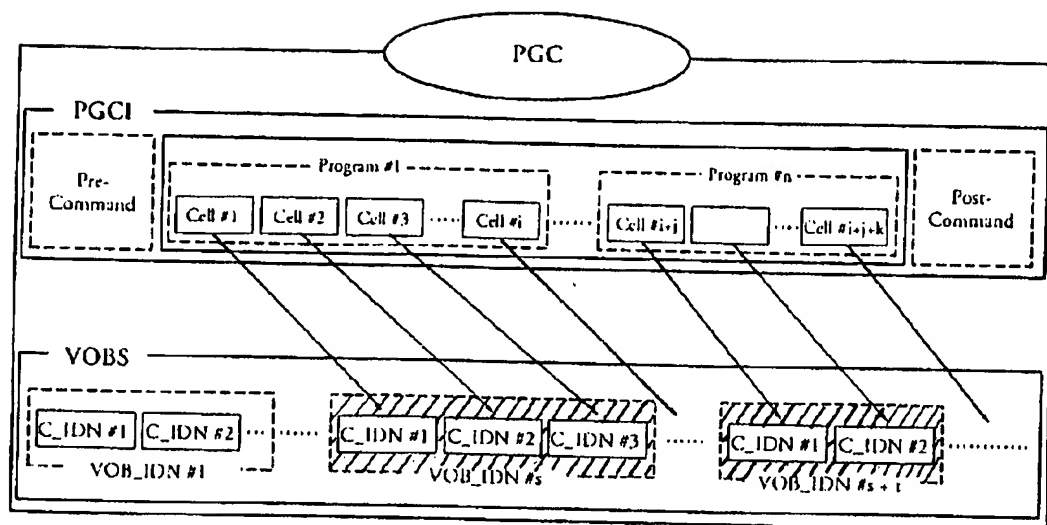 PGC
PGCI
Pre-
Command
Program #1
Cell #1 Cell #2 Cell #3 ····· Cell #i ······
Program #n
Cell #i+j ···· Cell #i+j+k
Post-
Command
VOBS
C_IDN #1 C_IDN #2 ···· ······
VOB_IDN #1
C_IDN #1 C_IDN #2 C_IDN #3 ······
VOB_IDN #s
C_IDN #1 C_IDN #2 ············
VOB_IDN #s + t